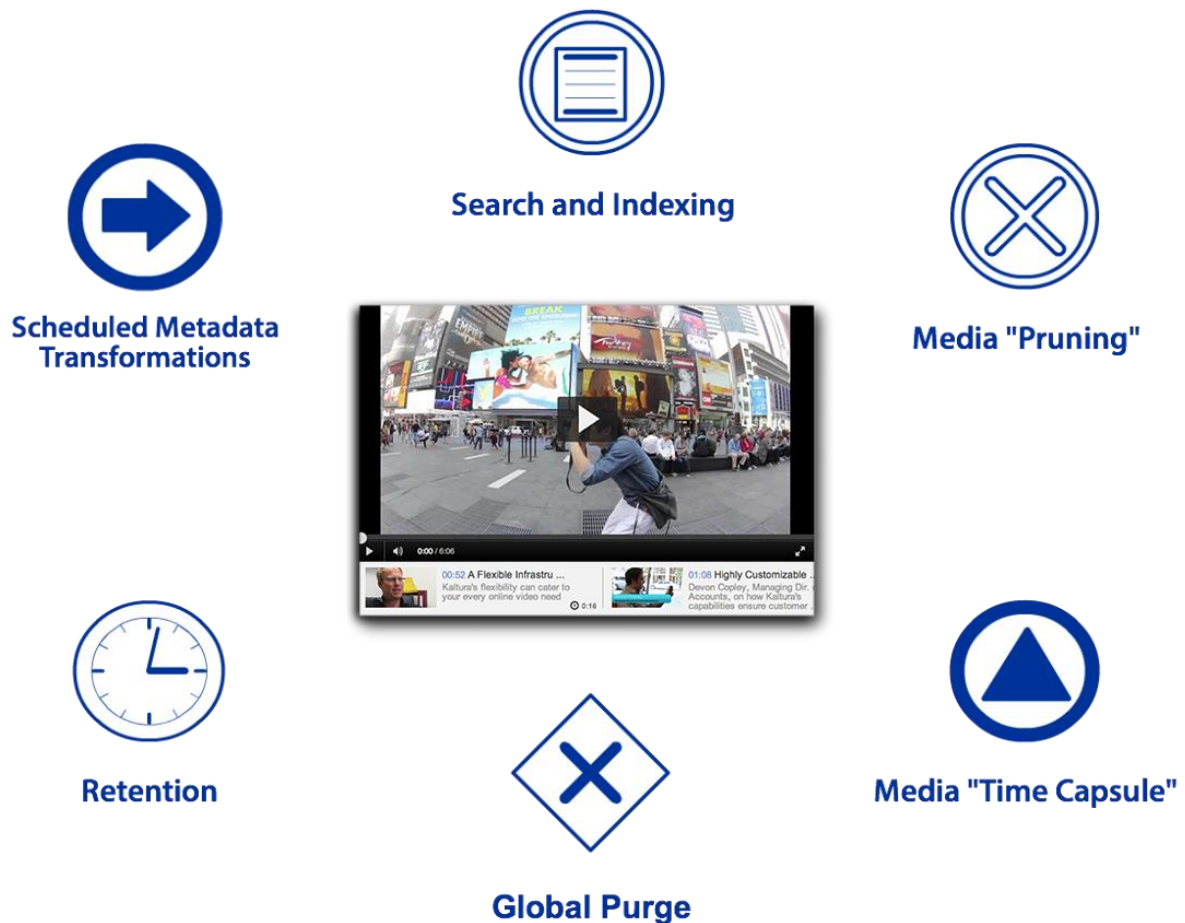 Search and Indexing
Scheduled Metadata
Transformations
Media "Pruning"
BREAK
EMPIRE
0:00 / 6:06
00:52 A Flexible Infrastru ...
Kaltura's flexibility can cater to
your every online video need
0:16
01:08 Highly Customizable ..
Devon Copley, Managing Dir.
Accounts, on how Kaltura's
capabilities ensure customer .
Retention
Media "Time Capsule"
Global Purge